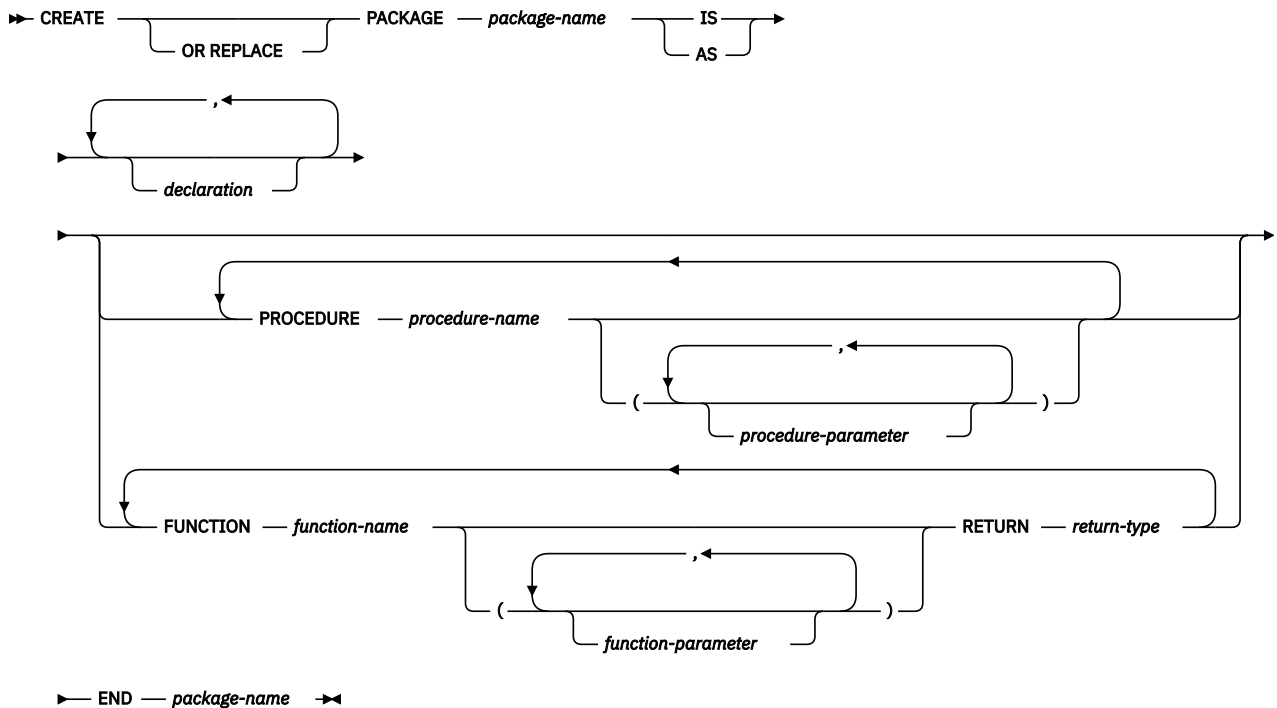 CREATE PACKAGE package-name IS
OR REPLACE AS
,
declaration
PROCEDURE procedure-name
,
( )
procedure-parameter
FUNCTION function-name RETURN return-type
,
( )
function-parameter
END package-name